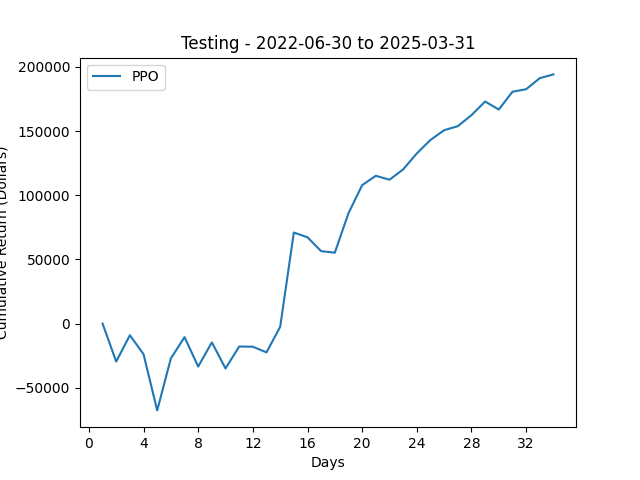 Testing - 2022-06-30 to 2025-03-31
PPO
200000
150000
100000
50000
0
−50000
Cumulative Return (Dollars)
0 4 8 12 16 20 24 28 32
Days